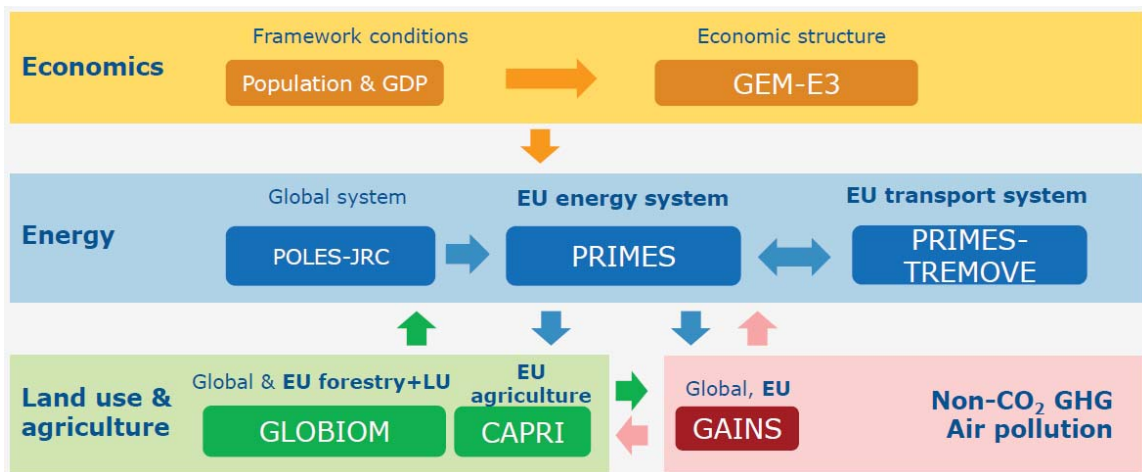 Framework conditions
Economic structure
Economics
Population & GDP
GEM-E3
Global system
EU energy system
EU transport system
Energy
POLES-JRC
PRIMES
PRIMES-
TREMOVE
Land use &
agriculture
Global & EU forestry+LU
EU
agriculture
GLOBIOM
CAPRI
Global, EU
GAINS
Non-CO₂ GHG
Air pollution